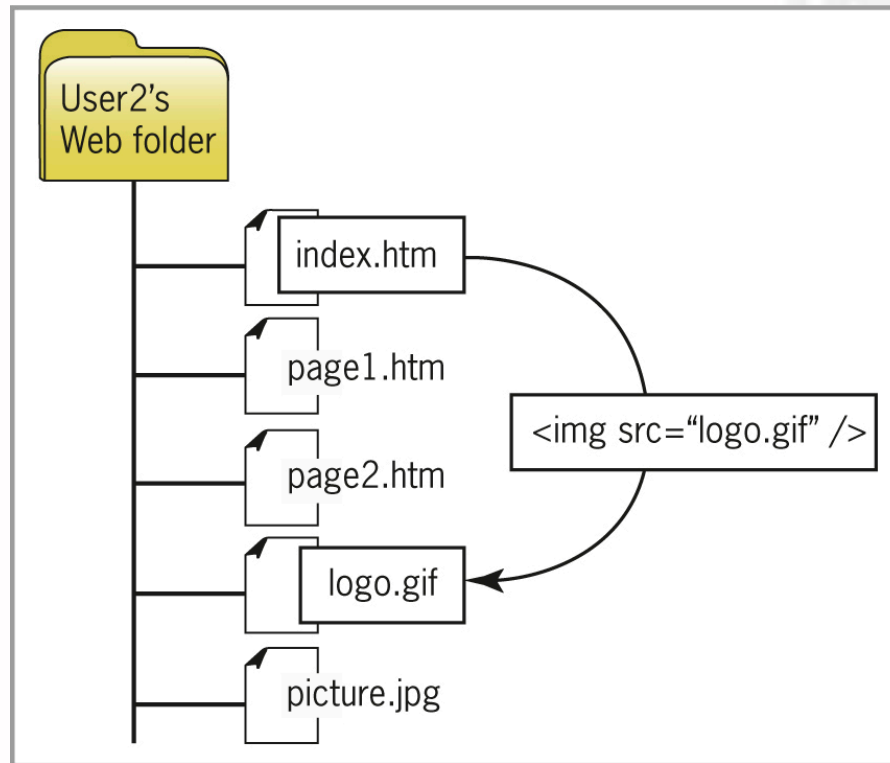 User2’s
Web folder
index.htm
page1.htm
<img src=“logo.gif” />
page2.htm
logo.gif
picture.jpg